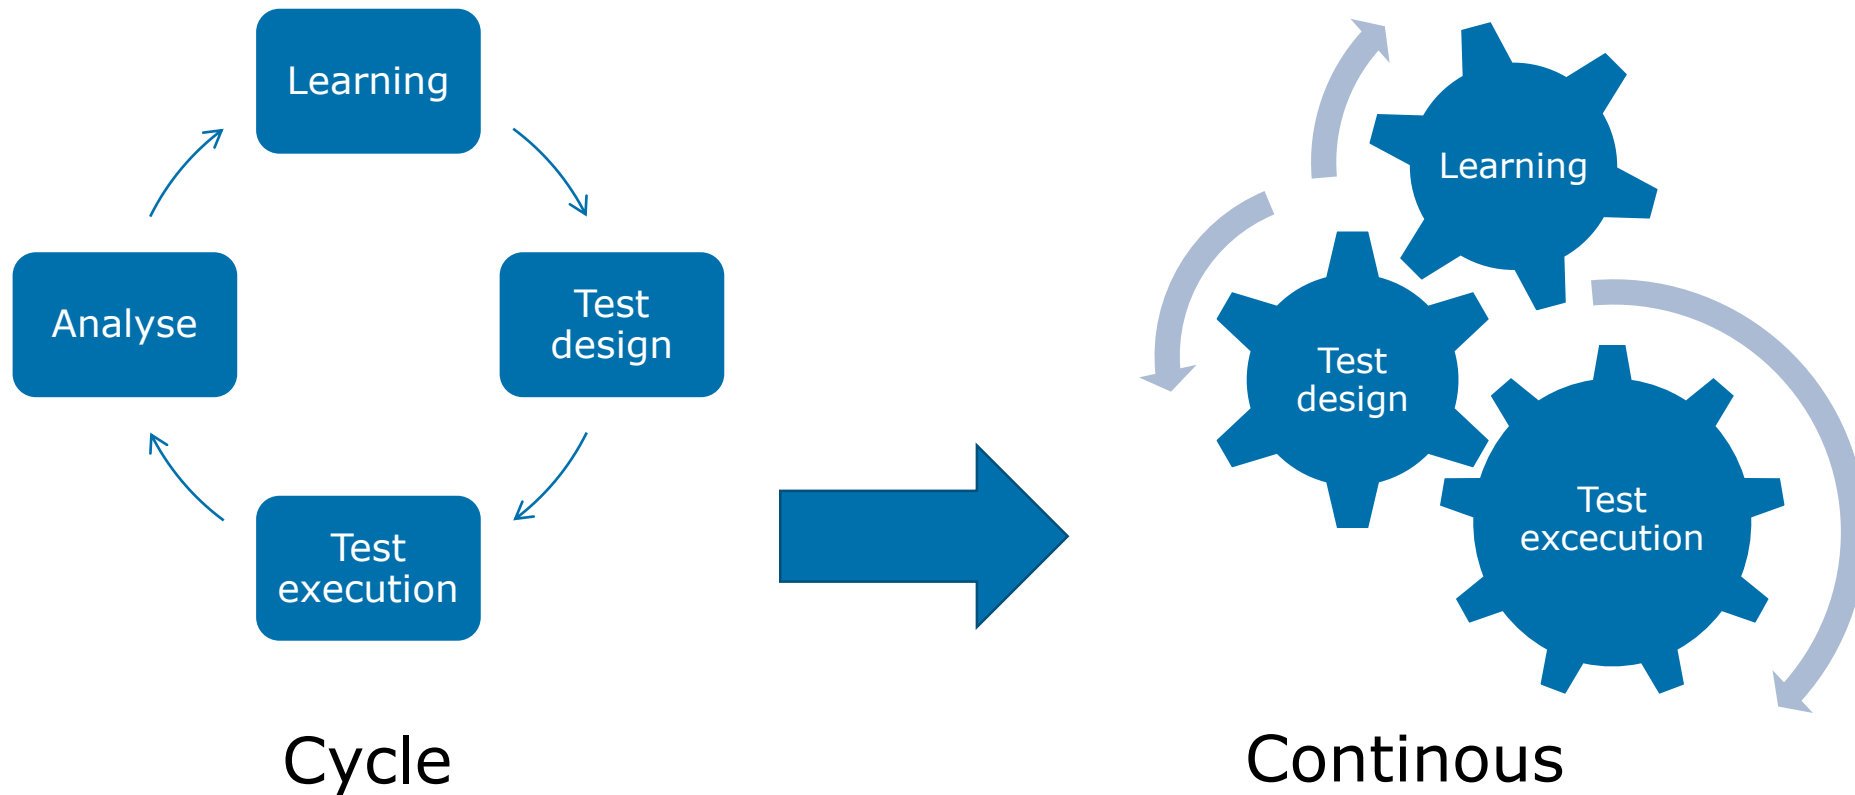 Learning
Analyse
Test
design
Test
execution
Cycle
Learning
Test
design
Test
excecution
Continous